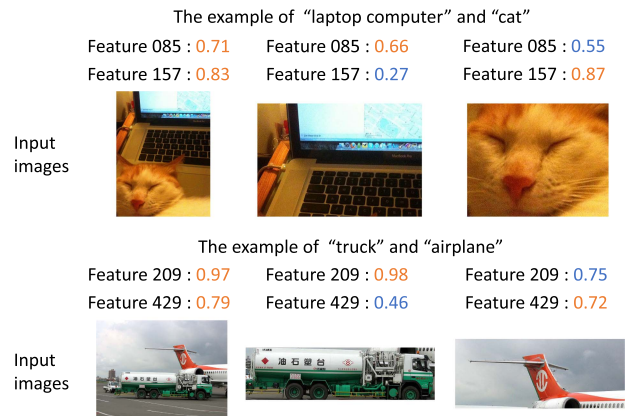 The example of “laptop computer” and “cat”
Feature 085 : 0.71 Feature 085 : 0.66 Feature 085 : 0.55
Feature 157 : 0.83 Feature 157 : 0.27 Feature 157 : 0.87
Input
images
The example of “truck” and “airplane”
Feature 209 : 0.97 Feature 209 : 0.98 Feature 209 : 0.75
Feature 429 : 0.79 Feature 429 : 0.46 Feature 429 : 0.72
Input
images
油石塑台